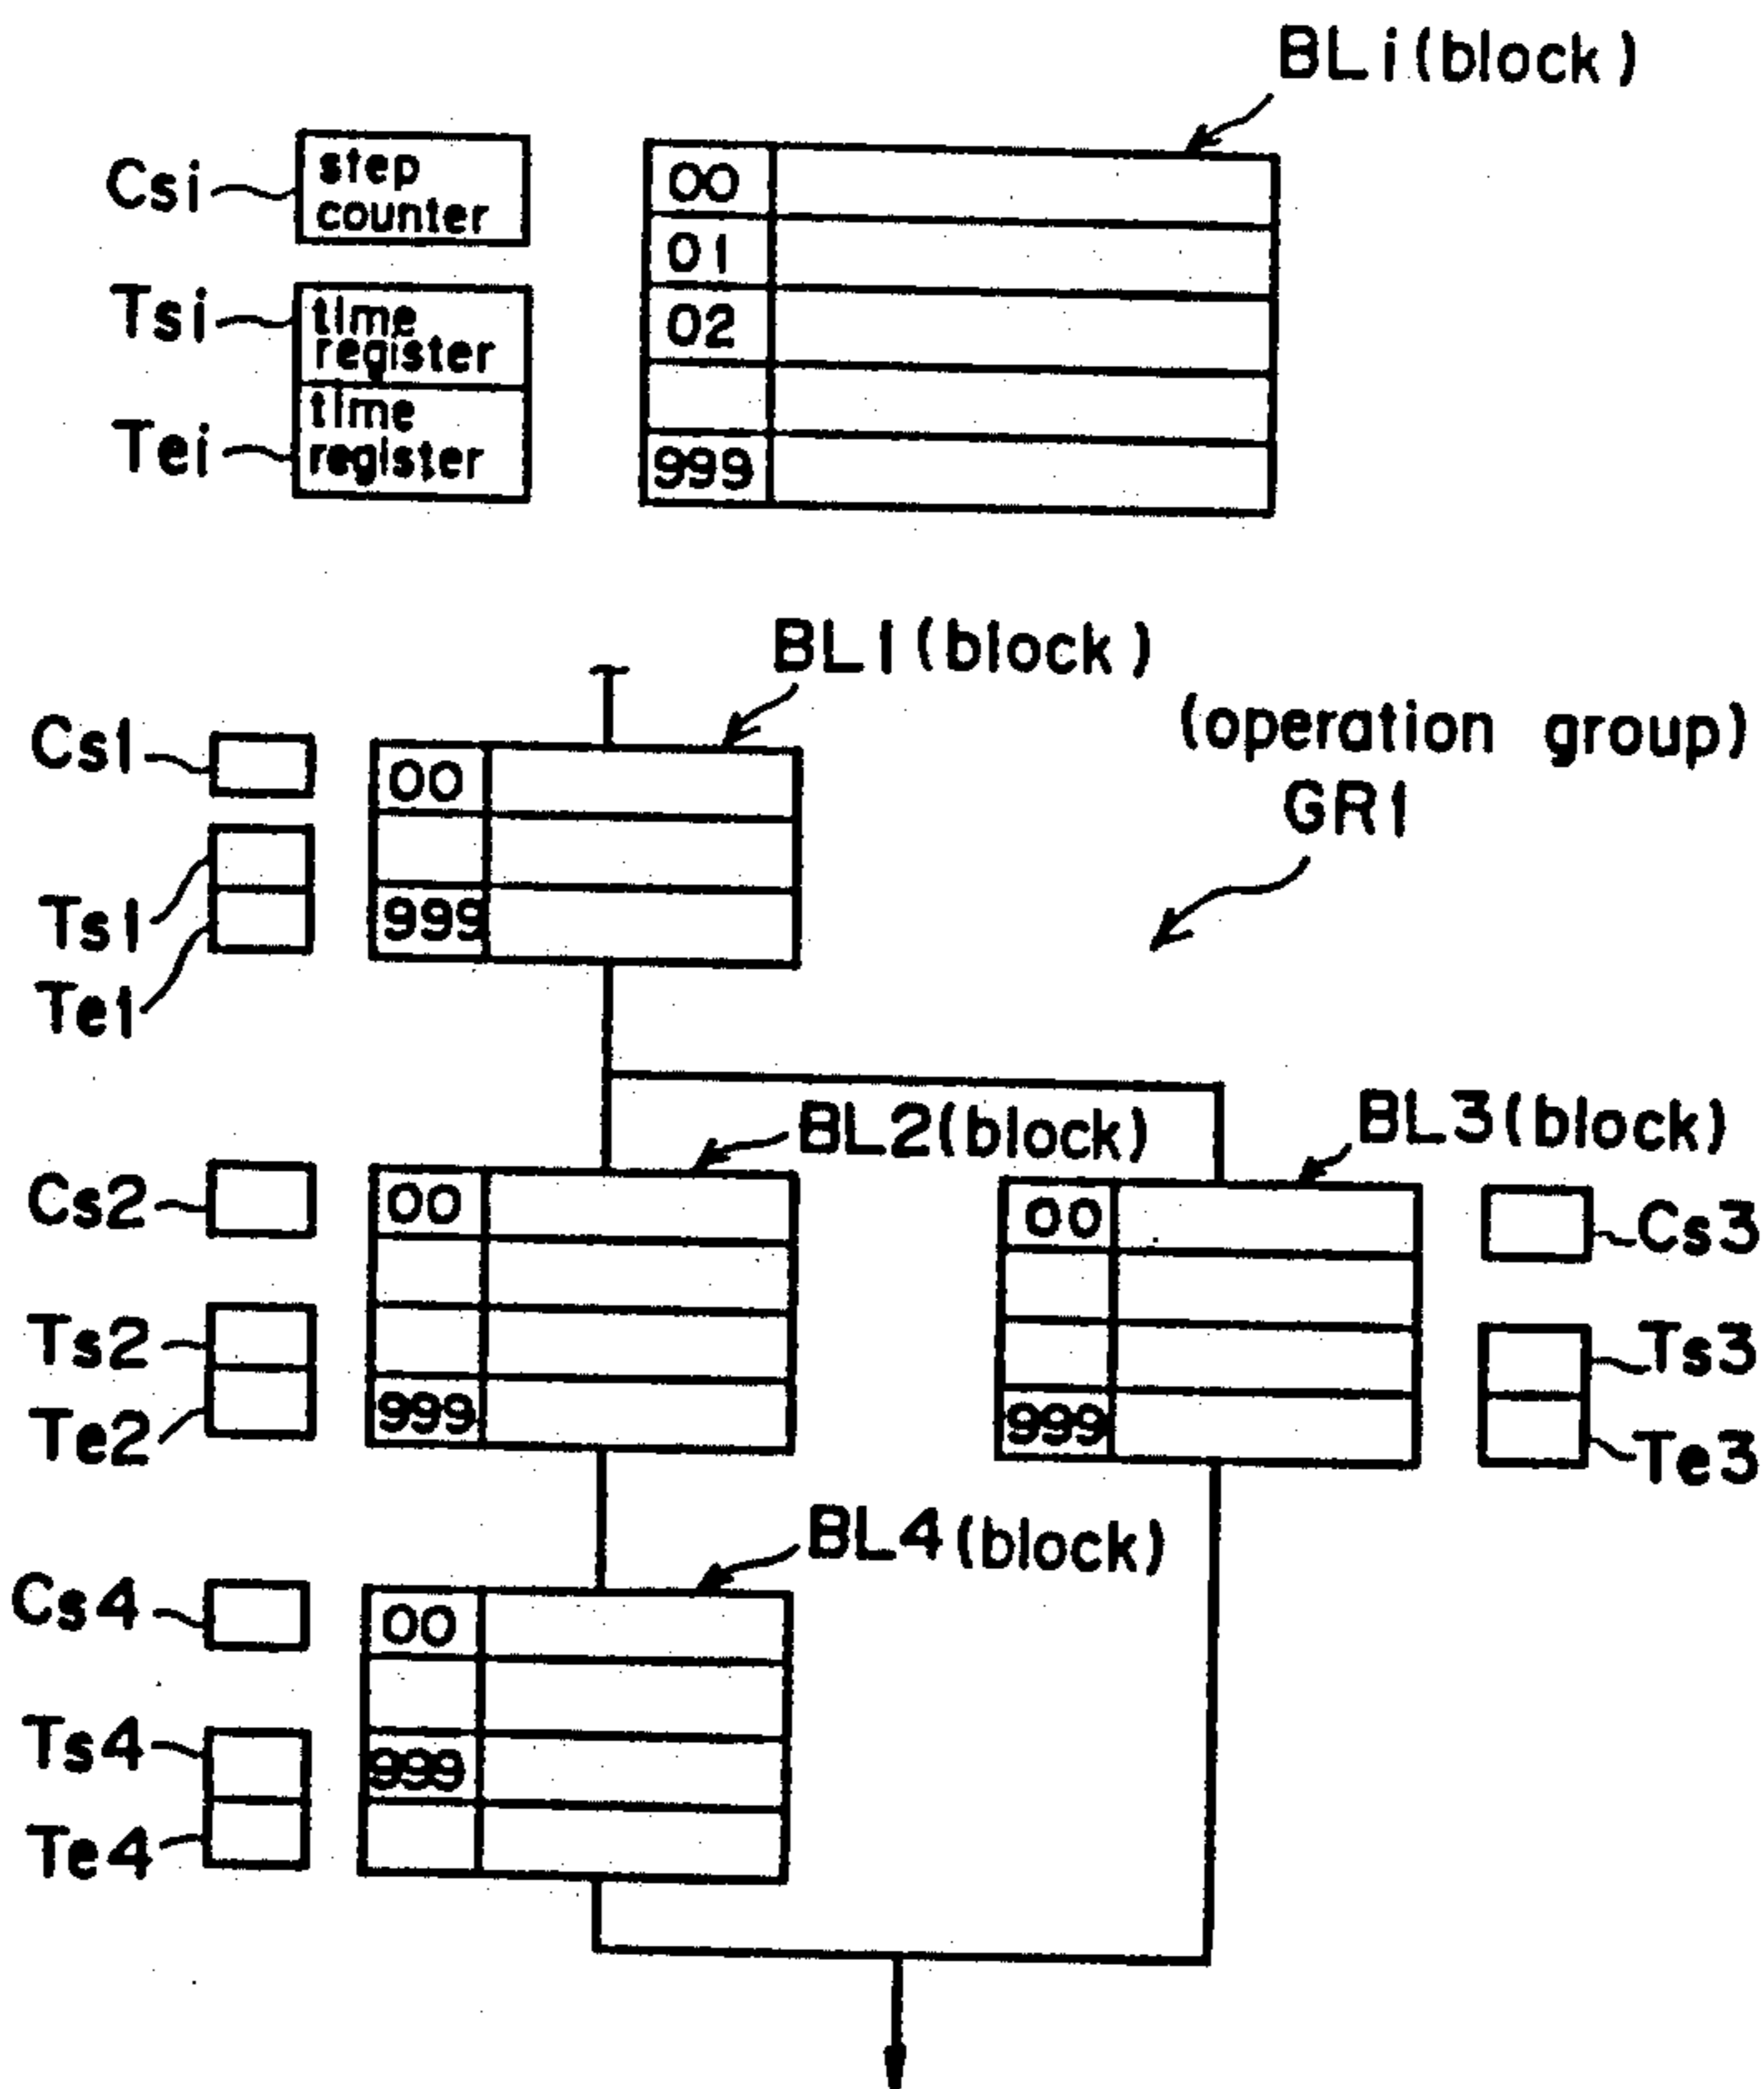 BLi(block)
Csi
step
counter
Tsi
time
register
Tei
time
register
00
01
02
999
BL1(block)
(operation group)
GR1
Cs1
Ts1
Te1
00
999
BL2(block)
BL3(block)
Cs2
Ts2
Te2
00
999
00
999
Cs3
Ts3
Te3
BL4(block)
Cs4
Ts4
Te4
00
999